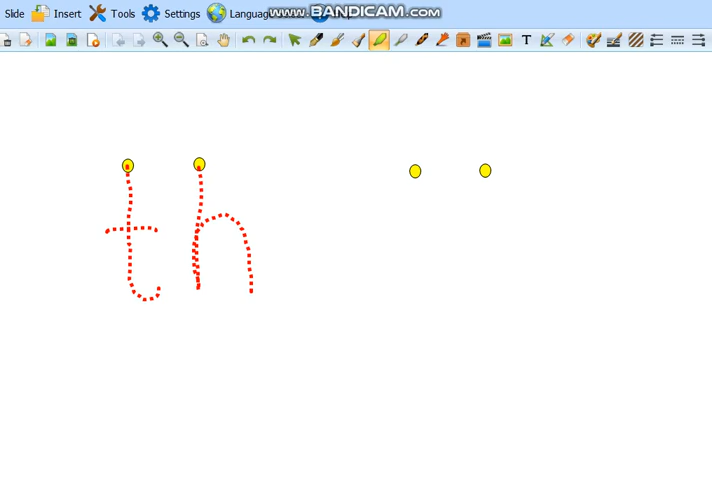 Slide Insert Tools Settings Languag
www.BANDICAM.com
T
th